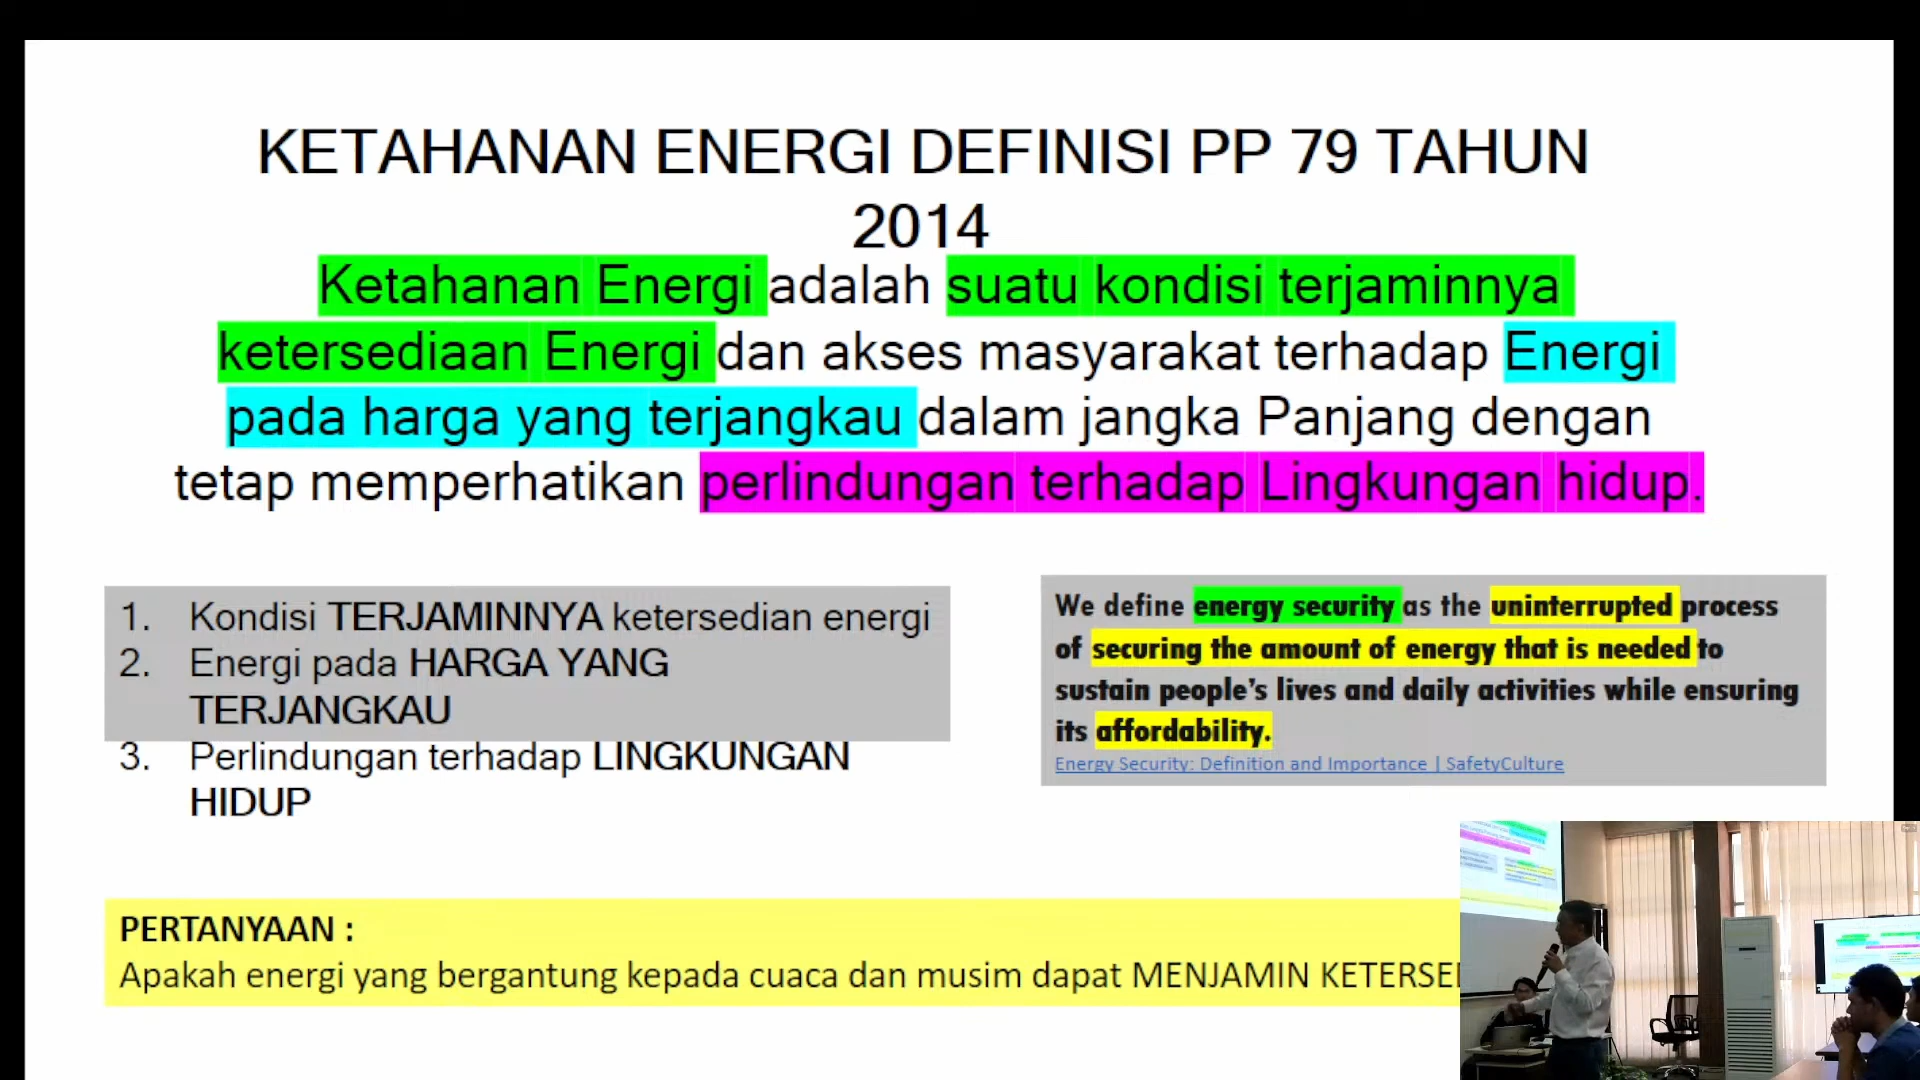 KETAHANAN ENERGI DEFINISI PP 79 TAHUN
2014
Ketahanan Energi adalah suatu kondisi terjaminnya
ketersediaan Energi dan akses masyarakat terhadap Energi
pada harga yang terjangkau dalam jangka Panjang dengan
tetap memperhatikan perlindungan terhadap Lingkungan hidup.
1. Kondisi TERJAMINNYA ketersedian energi
2. Energi pada HARGA YANG
TERJANGKAU
3. Perlindungan terhadap LINGKUNGAN
HIDUP
We define energy security as the uninterrupted process
of securing the amount of energy that is needed to
sustain people's lives and daily activities while ensuring
its affordability.
Energy Security: Definition and Importance | SafetyCulture
PERTANYAAN :
Apakah energi yang bergantung kepada cuaca dan musim dapat MENJAMIN